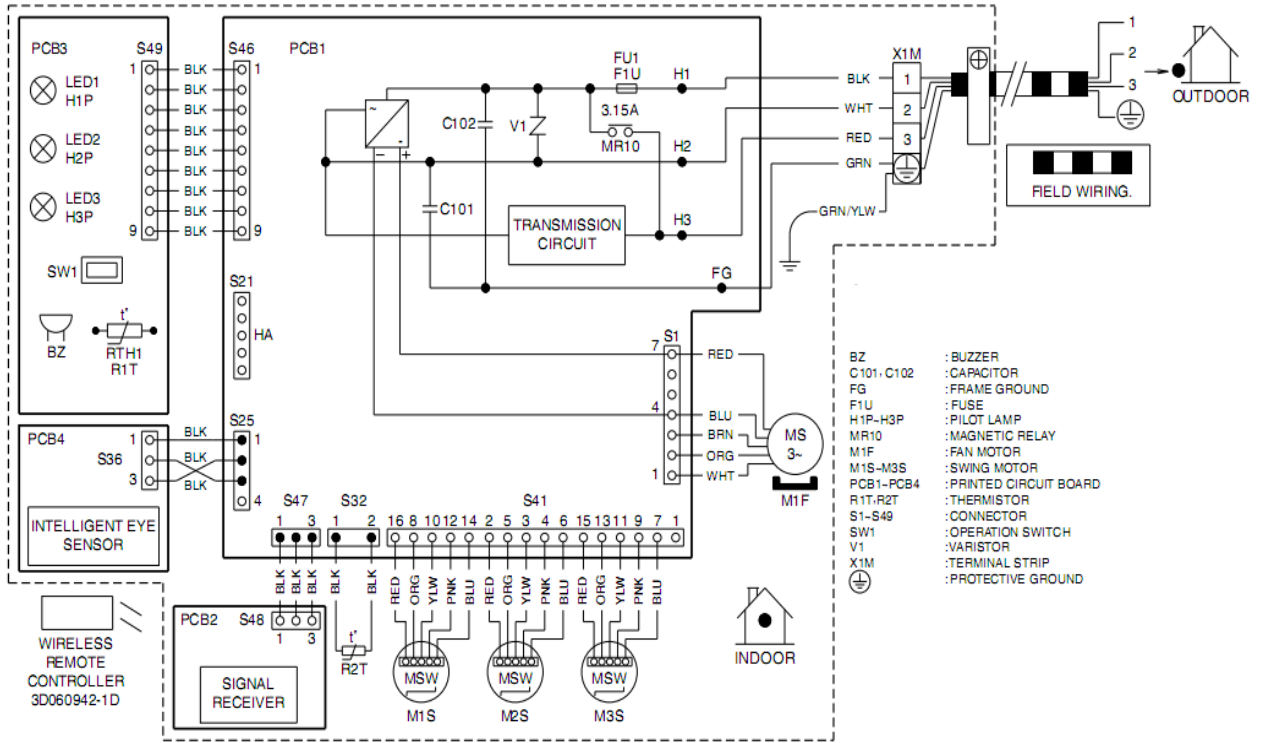 PCB3
S49
1
9
LED1
H1P
LED2
H2P
LED3
H3P
SW1
BZ
t°
RTH1
R1T
BLK
BLK
BLK
BLK
BLK
BLK
BLK
BLK
BLK
S46
1
9
PCB1
S21
HA
C102
V1
FU1
F1U
3.15A
MR10
H1
H2
H3
~
-
− +
C101
TRANSMISSION
CIRCUIT
FG
BLK
WHT
RED
GRN
GRN/YLW
X1M
1
2
3
1
2
3
OUTDOOR
FIELD WIRING.
PCB4
S36
1
3
BLK
BLK
BLK
S25
1
4
INTELLIGENT EYE
SENSOR
S1
7
4
1
RED
BLU
BRN
ORG
WHT
MS
3~
M1F
S47
1 3
S32
1 2
S41
16 8 10 12 14 2 5 3 4 6 15 13 11 9 7 1
BLK BLK BLK
BLK BLK
RED ORG YLW PNK BLU RED ORG YLW PNK BLU RED ORG YLW PNK BLU
PCB2
S48
1 3
SIGNAL
RECEIVER
t°
R2T
MSW
M1S
MSW
M2S
MSW
M3S
INDOOR
WIRELESS
REMOTE
CONTROLLER
3D060942-1D
BZ :BUZZER
C101, C102 :CAPACITOR
FG :FRAME GROUND
F1U :FUSE
H1P~H3P :PILOT LAMP
MR10 :MAGNETIC RELAY
M1F :FAN MOTOR
M1S~M3S :SWING MOTOR
PCB1~PCB4 :PRINTED CIRCUIT BOARD
R1T·R2T :THERMISTOR
S1~S49 :CONNECTOR
SW1 :OPERATION SWITCH
V1 :VARISTOR
X1M :TERMINAL STRIP
:PROTECTIVE GROUND